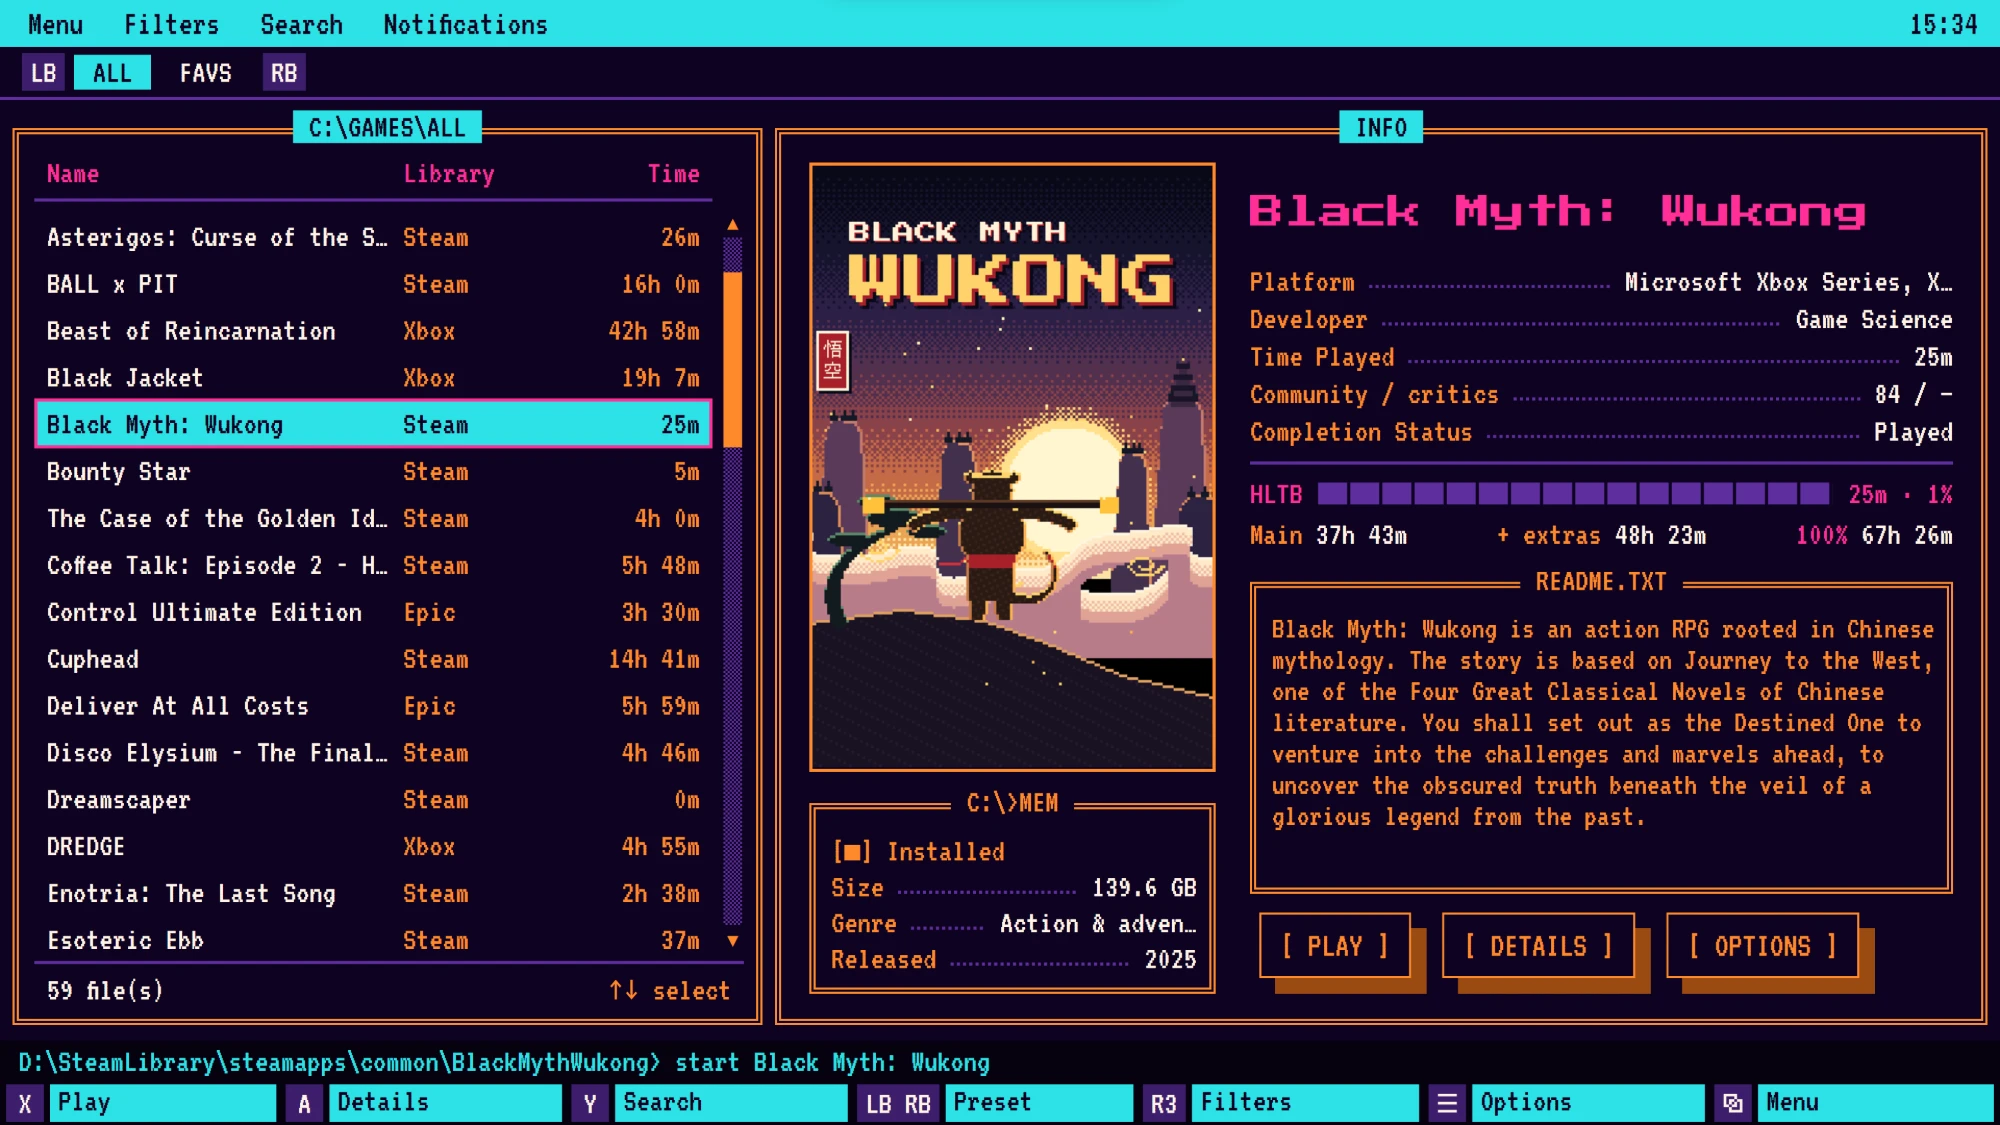 Menu Filters Search Notifications 15:34
LB ALL FAVS RB
C:\GAMES\ALL
Name Library Time
Asterigos: Curse of the S… Steam 26m
BALL x PIT Steam 16h 0m
Beast of Reincarnation Xbox 42h 58m
Black Jacket Xbox 19h 7m
Black Myth: Wukong Steam 25m
Bounty Star Steam 5m
The Case of the Golden Id… Steam 4h 0m
Coffee Talk: Episode 2 - H… Steam 5h 48m
Control Ultimate Edition Epic 3h 30m
Cuphead Steam 14h 41m
Deliver At All Costs Epic 5h 59m
Disco Elysium - The Final… Steam 4h 46m
Dreamscaper Steam 0m
DREDGE Xbox 4h 55m
Enotria: The Last Song Steam 2h 38m
Esoteric Ebb Steam 37m
59 file(s) ↑↓ select
INFO
BLACK MYTH
WUKONG
悟空
C:\>MEM
[■] Installed
Size 139.6 GB
Genre Action & adven…
Released 2025
Black Myth: Wukong
Platform Microsoft Xbox Series, X…
Developer Game Science
Time Played 25m
Community / critics 84 / -
Completion Status Played
HLTB 25m · 1%
Main 37h 43m + extras 48h 23m 100% 67h 26m
README.TXT
Black Myth: Wukong is an action RPG rooted in Chinese
mythology. The story is based on Journey to the West,
one of the Four Great Classical Novels of Chinese
literature. You shall set out as the Destined One to
venture into the challenges and marvels ahead, to
uncover the obscured truth beneath the veil of a
glorious legend from the past.
[ PLAY ] [ DETAILS ] [ OPTIONS ]
D:\SteamLibrary\steamapps\common\BlackMythWukong> start Black Myth: Wukong
X Play A Details Y Search LB RB Preset R3 Filters ☰ Options Menu